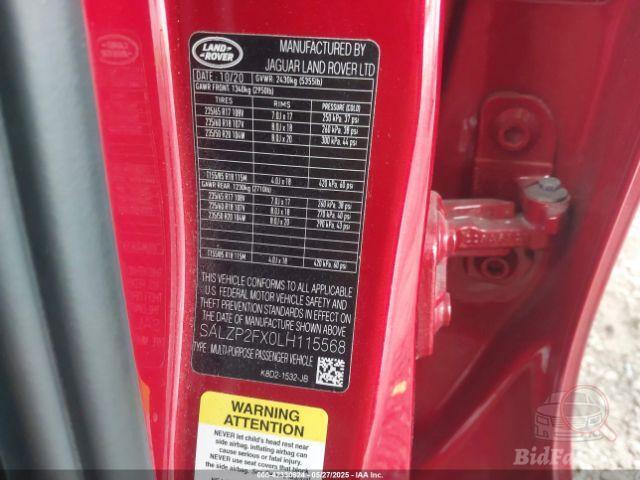 LAND
ROVER
MANUFACTURED BY
JAGUAR LAND ROVER LTD
DATE: 10/20 GVWR: 2430kg (5355lb)
GAWR FRONT: 1340kg (2950lb)
TIRES RIMS PRESSURE (COLD)
235/65 R17 108V 7.0J x 17 250 kPa, 37 psi
235/60 R18 107V 8.0J x 18 260 kPa, 38 psi
235/50 R20 104W 8.0J x 20 300 kPa, 44 psi
T155/85 R18 115M 4.0J x 18 420 kPa, 60 psi
GAWR REAR: 1230kg (2710lb)
235/65 R17 108V 7.0J x 17 260 kPa, 38 psi
235/60 R18 107V 8.0J x 18 270 kPa, 40 psi
235/50 R20 104W 8.0J x 20 290 kPa, 43 psi
T155/85 R18 115M 4.0J x 18 420 kPa, 60 psi
THIS VEHICLE CONFORMS TO ALL APPLICABLE
U.S. FEDERAL MOTOR VEHICLE SAFETY AND
THEFT PREVENTION STANDARDS IN EFFECT ON
THE DATE OF MANUFACTURE SHOWN ABOVE
SALZP2FX0LH115568
TYPE: MULTI-PURPOSE PASSENGER VEHICLE
K8D2-1532-JB
WARNING
ATTENTION
NEVER let child's head rest near
side airbag, inflating airbag can
cause serious or fatal injury.
NEVER use seat covers that block
side airbag
660-42350824 - 05/27/2025 - IAAI.com
BidFax